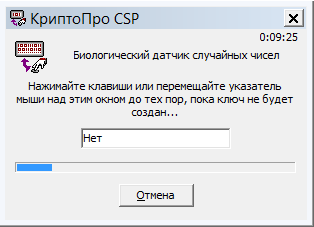 КриптоПро CSP
0:09:25
Биологический датчик случайных чисел
Нажимайте клавиши или перемещайте указатель
мыши над этим окном до тех пор, пока ключ не будет
создан...
Нет
Отмена